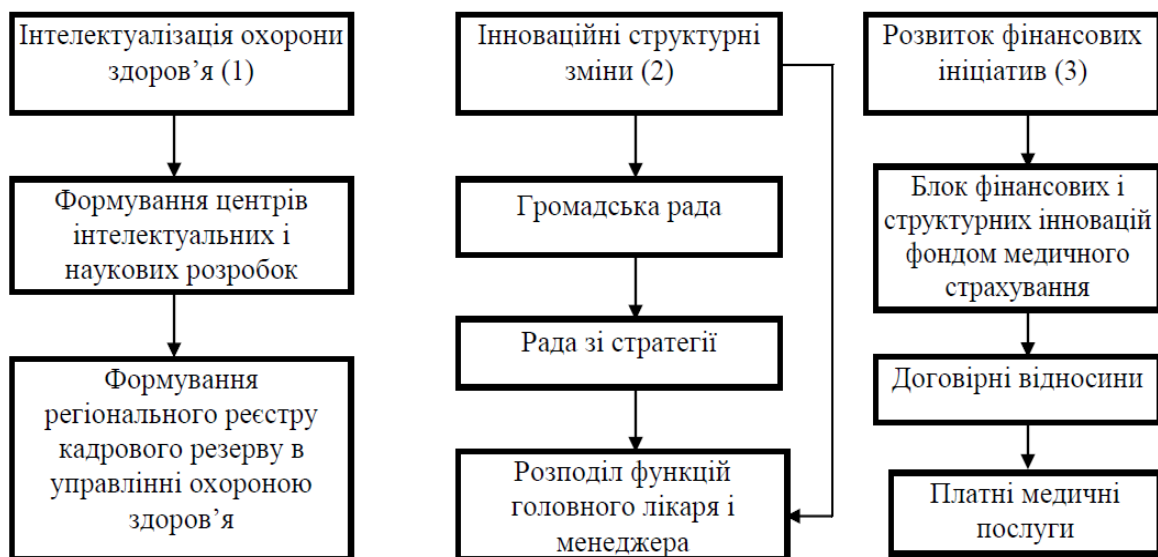 Інтелектуалізація охорони
здоров’я (1)
Формування центрів
інтелектуальних і
наукових розробок
Формування
регіонального реєстру
кадрового резерву в
управлінні охороною
здоров’я
Інноваційні структурні
зміни (2)
Громадська рада
Рада зі стратегії
Розподіл функцій
головного лікаря і
менеджера
Розвиток фінансових
ініціатив (3)
Блок фінансових і
структурних інновацій
фондом медичного
страхування
Договірні відносини
Платні медичні
послуги